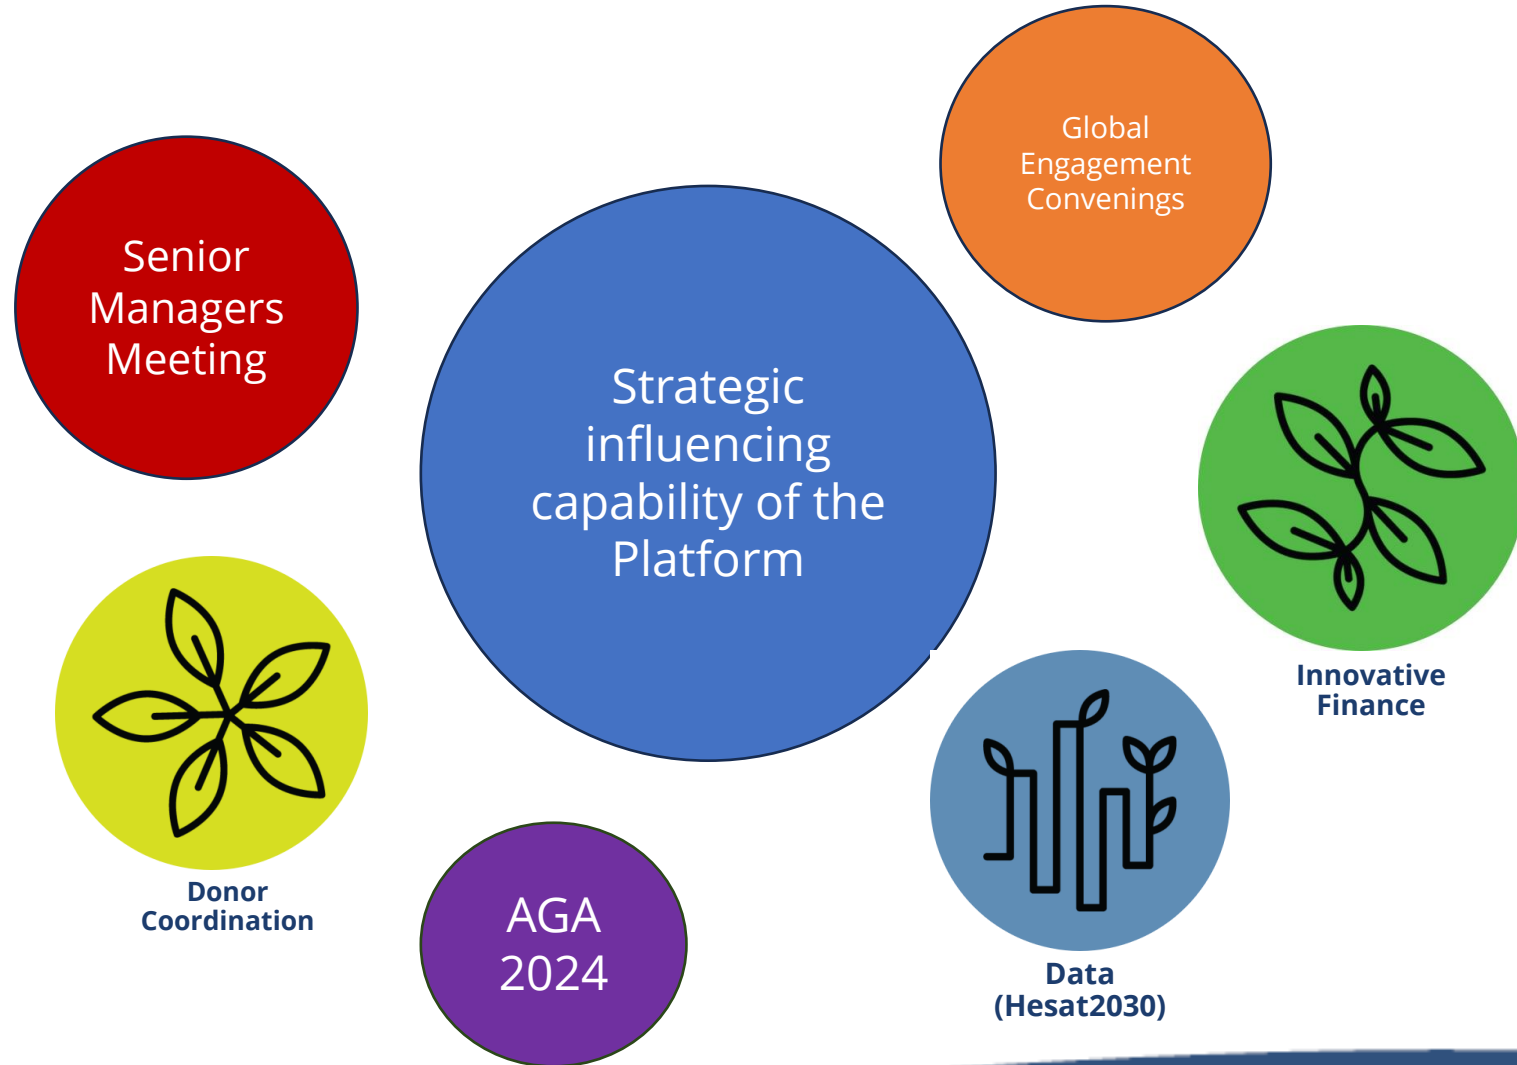 Global
Engagement
Convenings
Senior
Managers
Meeting
Strategic
influencing
capability of the
Platform
Innovative
Finance
Donor
Coordination
AGA
2024
Data
(Hesat2030)